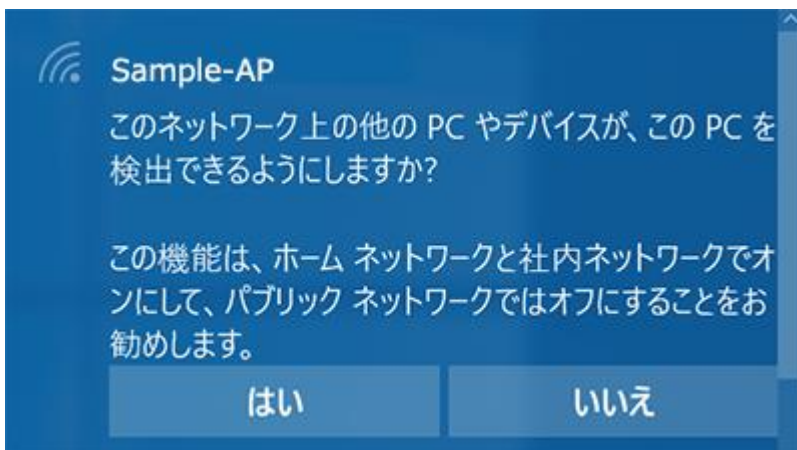 Sample-AP
このネットワーク上の他の PC やデバイスが、この PC を
検出できるようにしますか?
この機能は、ホーム ネットワークと社内ネットワークでオ
ンにして、パブリック ネットワークではオフにすることをお
勧めします。
はい いいえ